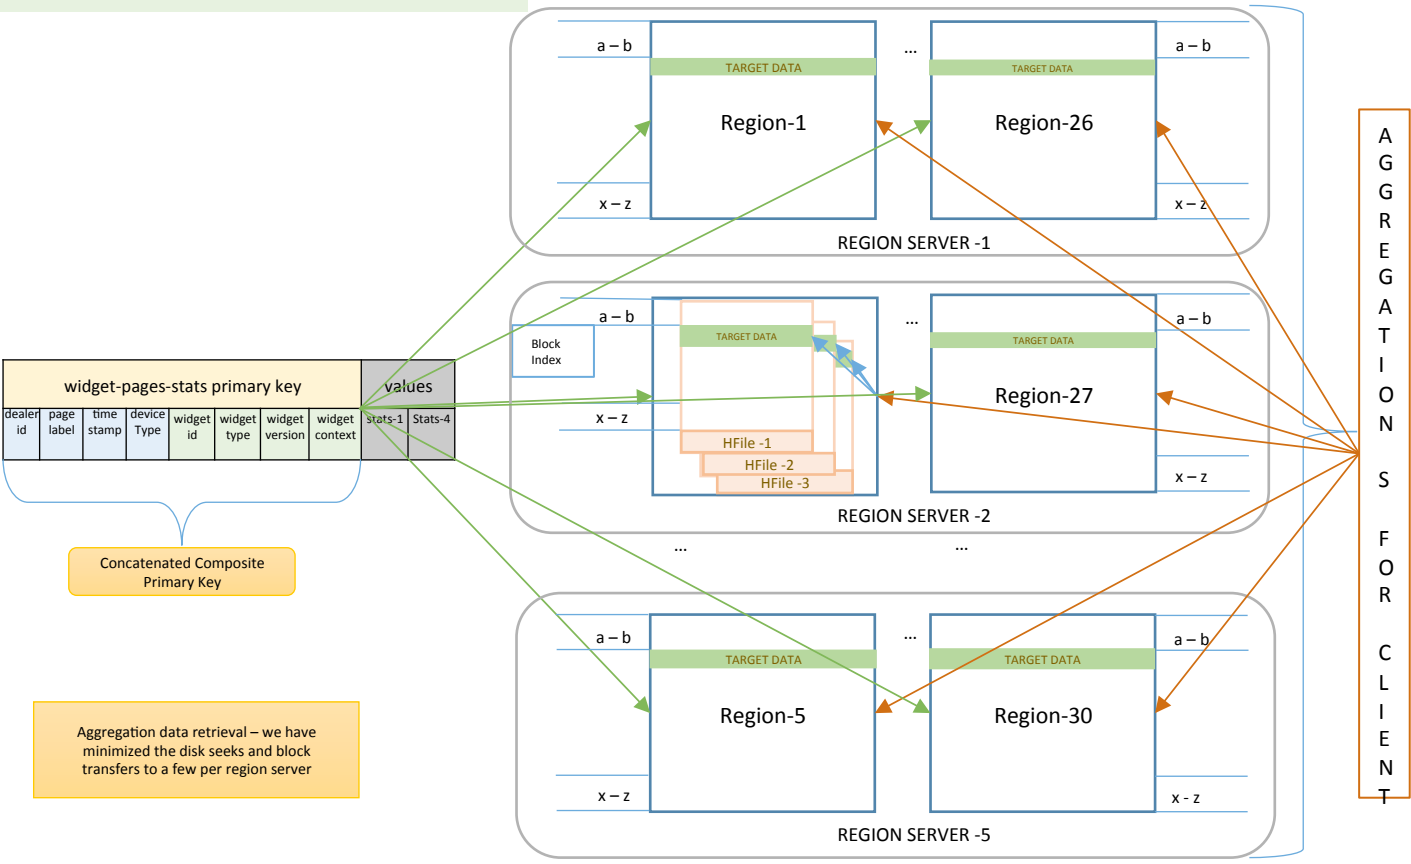 a – b
...
a – b
TARGET DATA
TARGET DATA
Region-1
Region-26
x – z
x – z
REGION SERVER -1
a – b
...
a – b
Block
Index
TARGET DATA
TARGET DATA
Region-27
x – z
HFile -1
HFile -2
HFile -3
x – z
REGION SERVER -2
...
...
widget-pages-stats primary key
values
dealer
id
page
label
time
stamp
device
Type
widget
id
widget
type
widget
version
widget
context
stats-1
Stats-4
Concatenated Composite
Primary Key
Aggregation data retrieval – we have
minimized the disk seeks and block
transfers to a few per region server
a – b
...
a – b
TARGET DATA
TARGET DATA
Region-5
Region-30
x – z
x - z
REGION SERVER -5
A
G
G
R
E
G
A
T
I
O
N
S
F
O
R
C
L
I
E
N
T